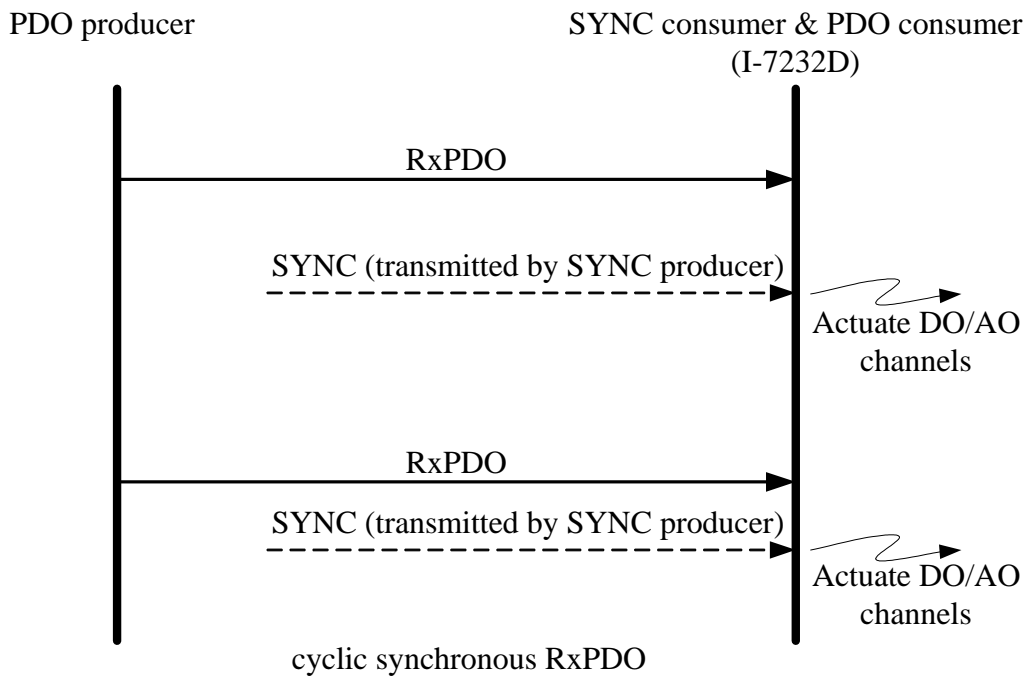 PDO producer
SYNC consumer & PDO consumer
(I-7232D)
RxPDO
SYNC (transmitted by SYNC producer)
Actuate DO/AO
channels
RxPDO
SYNC (transmitted by SYNC producer)
Actuate DO/AO
channels
cyclic synchronous RxPDO